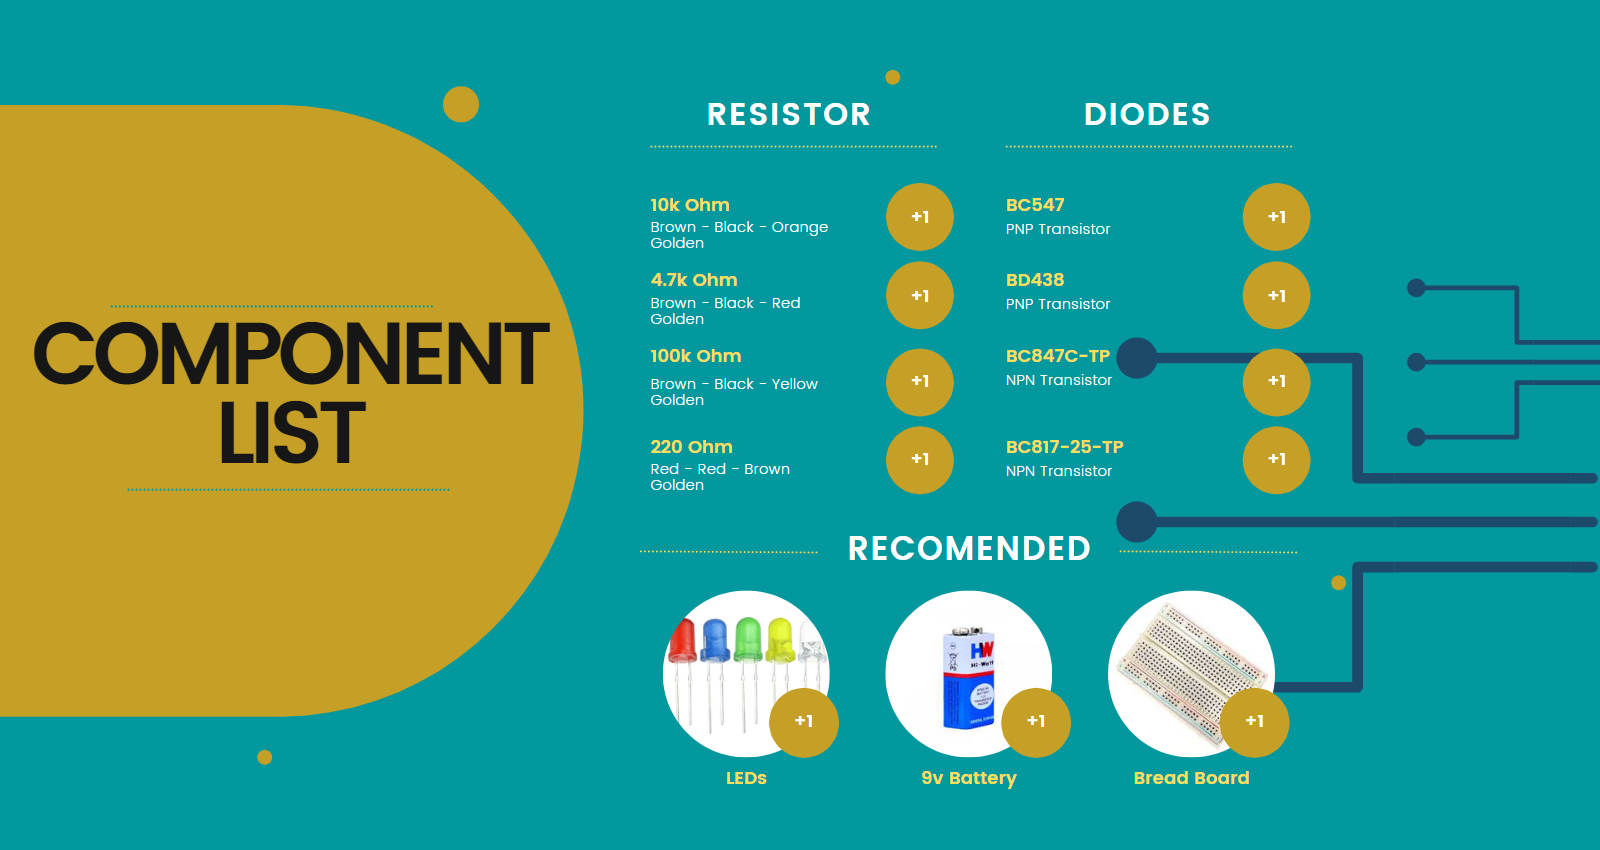 COMPONENT
LIST
RESISTOR
10k Ohm
Brown - Black - Orange
Golden
+1
4.7k Ohm
Brown - Black - Red
Golden
+1
100k Ohm
Brown - Black - Yellow
Golden
+1
220 Ohm
Red - Red - Brown
Golden
+1
DIODES
BC547
PNP Transistor
+1
BD438
PNP Transistor
+1
BC847C-TP
NPN Transistor
+1
BC817-25-TP
NPN Transistor
+1
RECOMENDED
HW
+1
LEDs
+1
9v Battery
+1
Bread Board